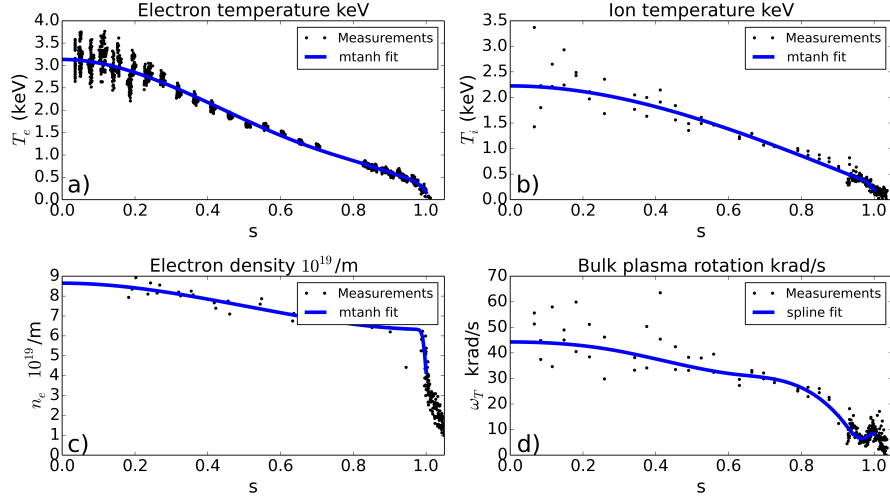 Electron temperature keV
4.0
3.5
3.0
2.5
2.0
1.5
1.0
0.5
0.0
T_e (keV)
Measurements
mtanh fit
a)
0.0 0.2 0.4 0.6 0.8 1.0
s
Ion temperature keV
3.5
3.0
2.5
2.0
1.5
1.0
0.5
0.0
T_i (keV)
Measurements
mtanh fit
b)
0.0 0.2 0.4 0.6 0.8 1.0
s
Electron density 10^19/m
9
8
7
6
5
4
3
2
1
0
n_e 10^19/m
Measurements
mtanh fit
c)
0.0 0.2 0.4 0.6 0.8 1.0
s
Bulk plasma rotation krad/s
70
60
50
40
30
20
10
0
ω_T krad/s
Measurements
spline fit
d)
0.0 0.2 0.4 0.6 0.8 1.0
s